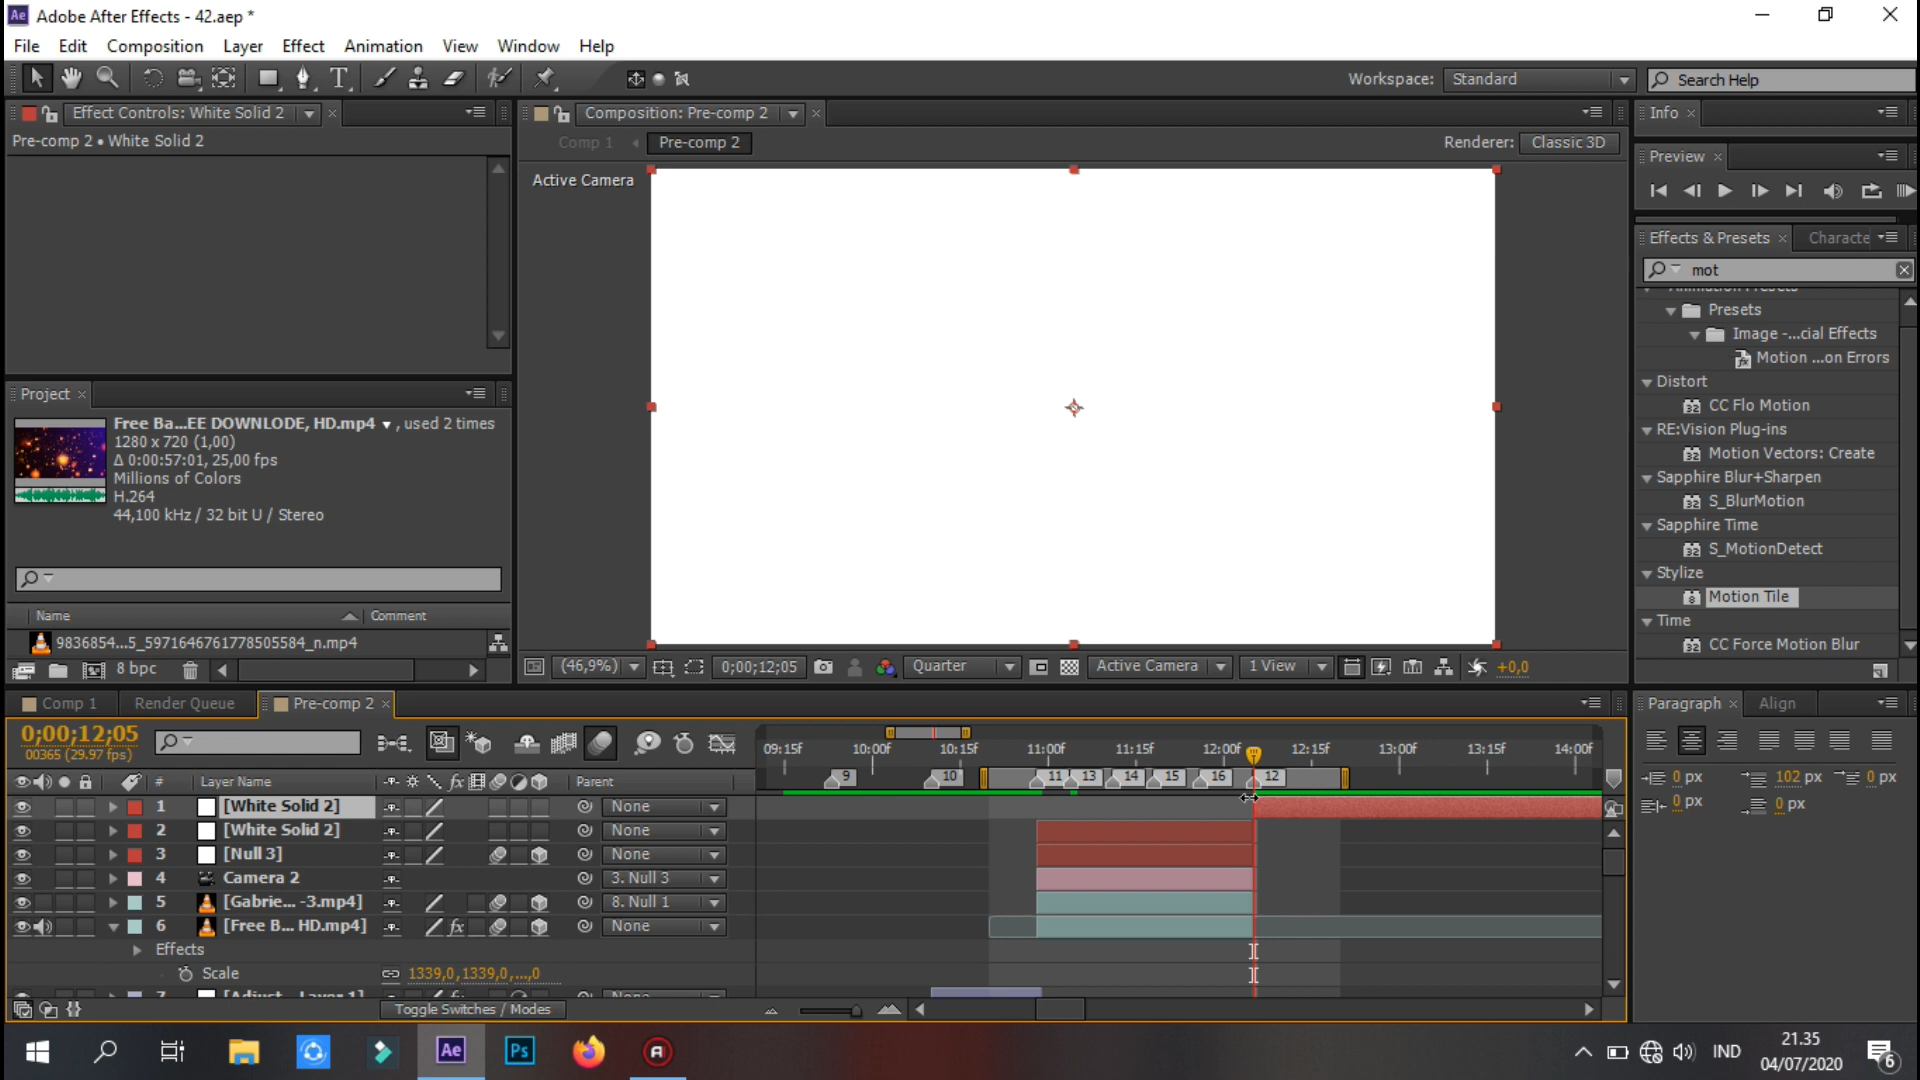 Ae Adobe After Effects - 42.aep *
File Edit Composition Layer Effect Animation View Window Help
T Workspace: Standard Search Help
Effect Controls: White Solid 2 × Composition: Pre-comp 2 × Info ×
Pre-comp 2 • White Solid 2
Comp 1 Pre-comp 2 Renderer: Classic 3D
Active Camera
Preview ×
Effects & Presets × Characte
mot
Animation Presets
Presets
Image -...cial Effects
Motion ...on Errors
Distort
CC Flo Motion
RE:Vision Plug-ins
Motion Vectors: Create
Sapphire Blur+Sharpen
S_BlurMotion
Sapphire Time
S_MotionDetect
Stylize
Motion Tile
Time
CC Force Motion Blur
Project ×
Free Ba...EE DOWNLODE, HD.mp4 ▼ , used 2 times
1280 x 720 (1,00)
Δ 0:00:57:01, 25,00 fps
Millions of Colors
H.264
44,100 kHz / 32 bit U / Stereo
Name Comment
9836854...5_5971646761778505584_n.mp4
8 bpc
(46,9%) 0;00;12;05 Quarter Active Camera 1 View +0,0
Comp 1 Render Queue Pre-comp 2 ×
0;00;12;05
00365 (29.97 fps)
09:15f 10:00f 10:15f 11:00f 11:15f 12:00f 12:15f 13:00f 13:15f 14:00f
9 10 11 13 14 15 16 12
# Layer Name fx Parent
1 [White Solid 2] None
2 [White Solid 2] None
3 [Null 3] None
4 Camera 2 3. Null 3
5 [Gabrie... -3.mp4] 8. Null 1
6 [Free B... HD.mp4] fx None
Effects
Scale 1339,0,1339,0,...,0
7 [Adjust... Layer 1] fx None
Toggle Switches / Modes
Paragraph × Align
0 px 102 px 0 px
0 px 0 px
Ae Ps IND 21.35
04/07/2020 6